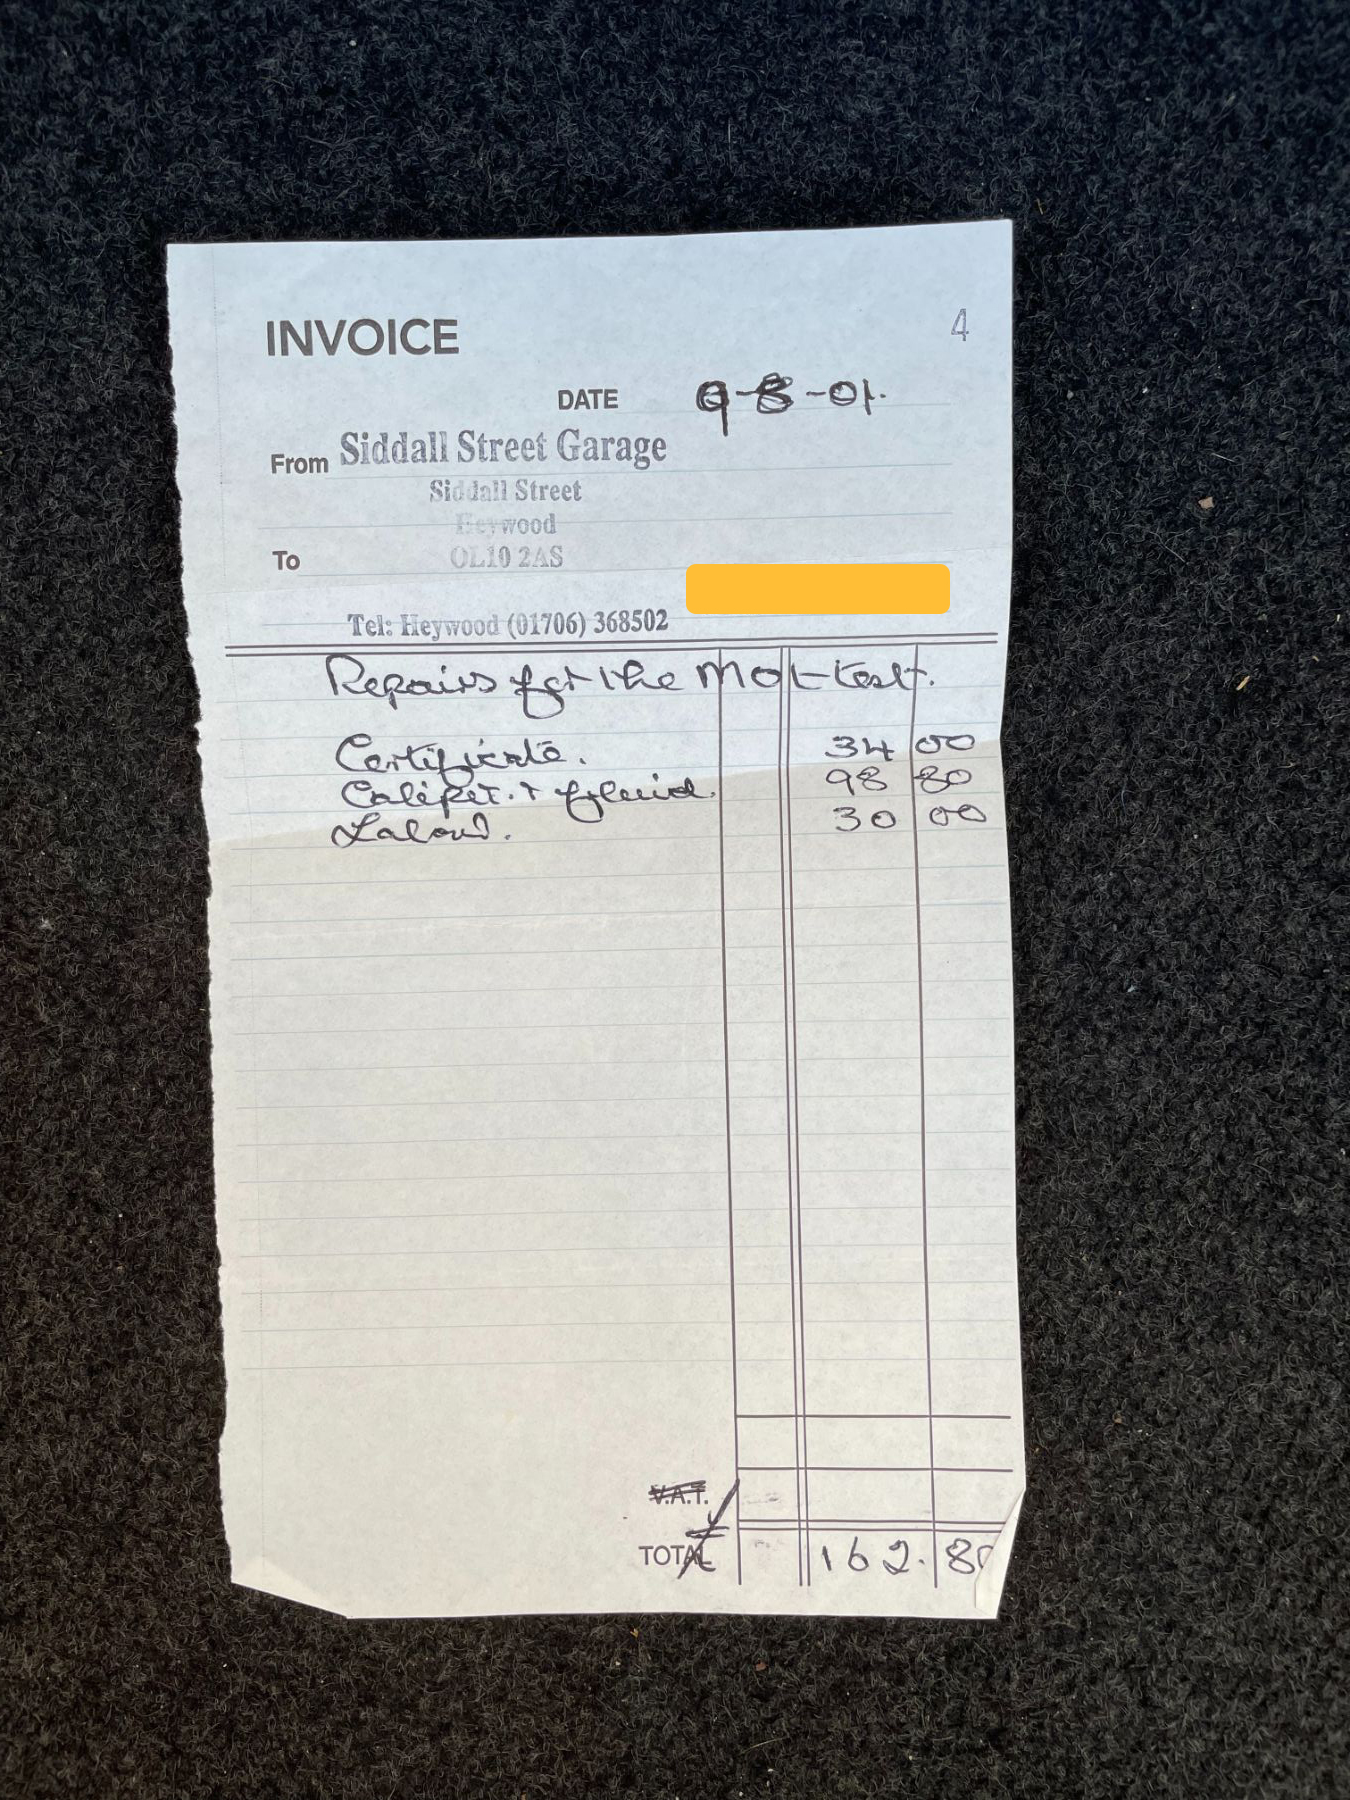 INVOICE 4
DATE 9-8-01.
From Siddall Street Garage
Siddall Street
Heywood
To OL10 2AS
Tel: Heywood (01706) 368502
Repairs for the Mot test.
Certificate. 34 00
Caliper. + fluid. 98 80
Labour. 30 00
V.A.T.
TOTAL 162. 80